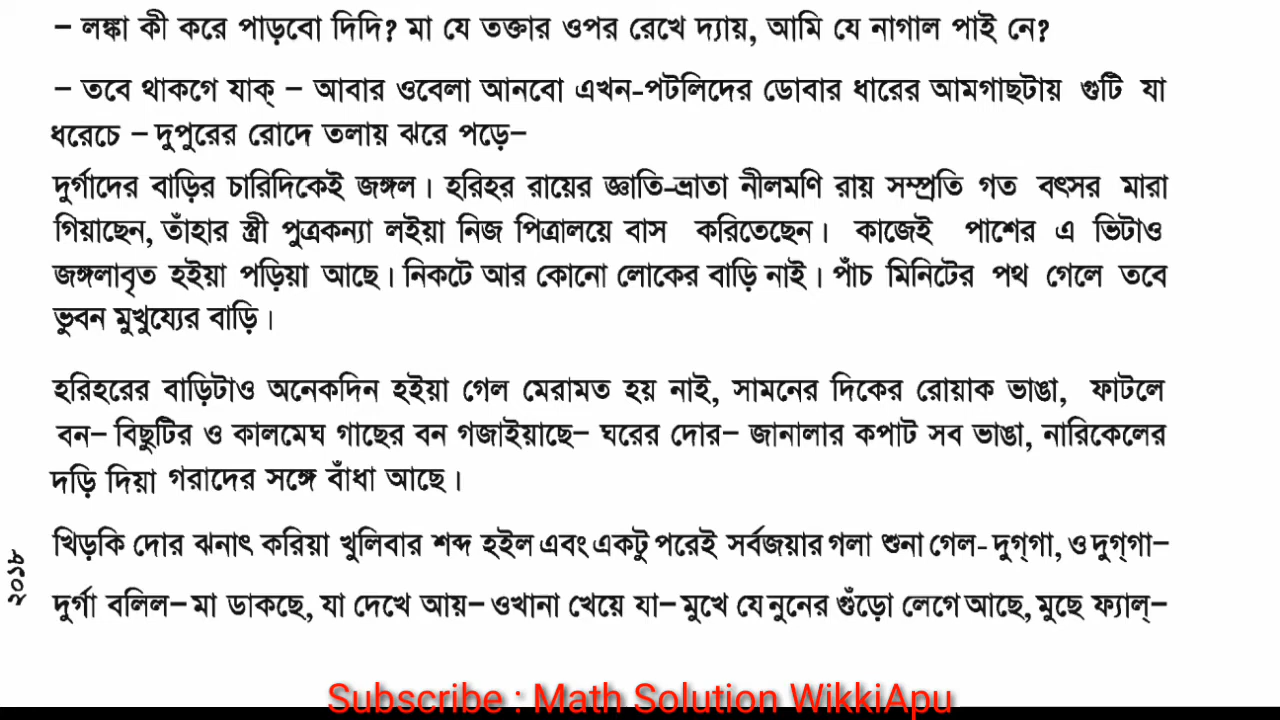 – লঙ্কা কী করে পাড়বো দিদি? মা যে তক্তার ওপর রেখে দ্যায়, আমি যে নাগাল পাই নে?
– তবে থাকগে যাক্ – আবার ওবেলা আনবো এখন-পটলিদের ডোবার ধারের আমগাছটায় গুটি যা
ধরেচে – দুপুরের রোদে তলায় ঝরে পড়ে–
দুর্গাদের বাড়ির চারিদিকেই জঙ্গল। হরিহর রায়ের জ্ঞাতি-ভ্রাতা নীলমণি রায় সম্প্রতি গত বৎসর মারা
গিয়াছেন, তাঁহার স্ত্রী পুত্রকন্যা লইয়া নিজ পিত্রালয়ে বাস করিতেছেন। কাজেই পাশের এ ভিটাও
জঙ্গলাবৃত হইয়া পড়িয়া আছে। নিকটে আর কোনো লোকের বাড়ি নাই। পাঁচ মিনিটের পথ গেলে তবে
ভুবন মুখুয্যের বাড়ি।
হরিহরের বাড়িটাও অনেকদিন হইয়া গেল মেরামত হয় নাই, সামনের দিকের রোয়াক ভাঙা, ফাটলে
বন– বিছুটির ও কালমেঘ গাছের বন গজাইয়াছে– ঘরের দোর– জানালার কপাট সব ভাঙা, নারিকেলের
দড়ি দিয়া গরাদের সঙ্গে বাঁধা আছে।
খিড়কি দোর ঝনাৎ করিয়া খুলিবার শব্দ হইল এবং একটু পরেই সর্বজয়ার গলা শুনা গেল- দুগ্‌গা, ও দুগ্‌গা–
দুর্গা বলিল– মা ডাকছে, যা দেখে আয়– ওখানা খেয়ে যা– মুখে যে নুনের গুঁড়ো লেগে আছে, মুছে ফ্যাল্–
২০১৮
Subscribe : Math Solution WikkiApu